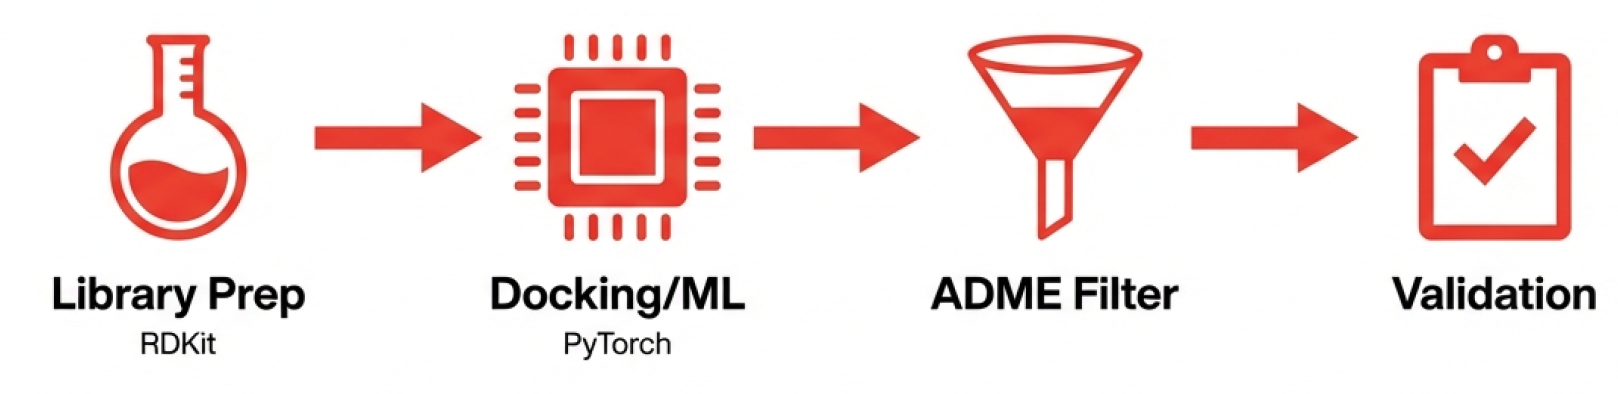 Library Prep
RDKit
Docking/ML
PyTorch
ADME Filter
Validation